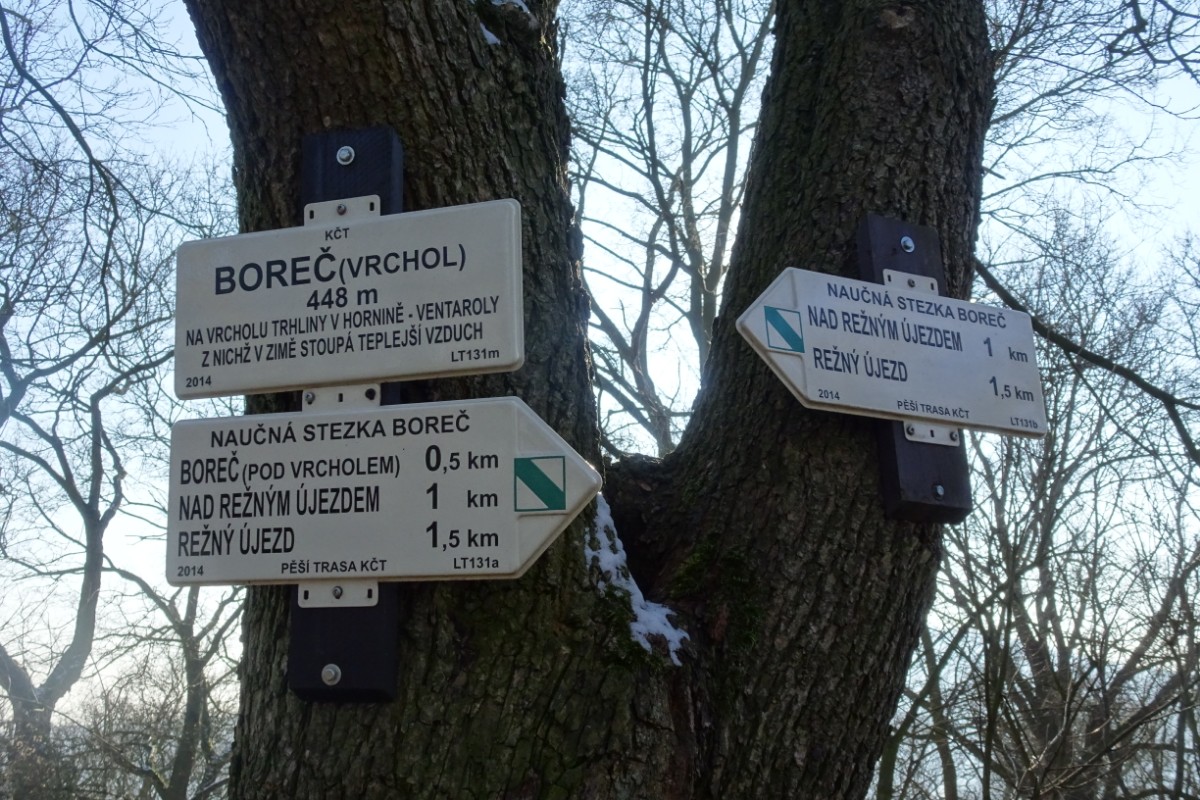 KČT
BOREČ (VRCHOL)
448 m
NA VRCHOLU TRHLINY V HORNINĚ - VENTAROLY
Z NICHŽ V ZIMĚ STOUPÁ TEPLEJŠÍ VZDUCH
2014 LT131m
NAUČNÁ STEZKA BOREČ
BOREČ (POD VRCHOLEM) 0,5 km
NAD REŽNÝM ÚJEZDEM 1 km
REŽNÝ ÚJEZD 1,5 km
2014 PĚŠÍ TRASA KČT LT131a
NAUČNÁ STEZKA BOREČ
NAD REŽNÝM ÚJEZDEM 1 km
REŽNÝ ÚJEZD 1,5 km
2014 PĚŠÍ TRASA KČT LT131b